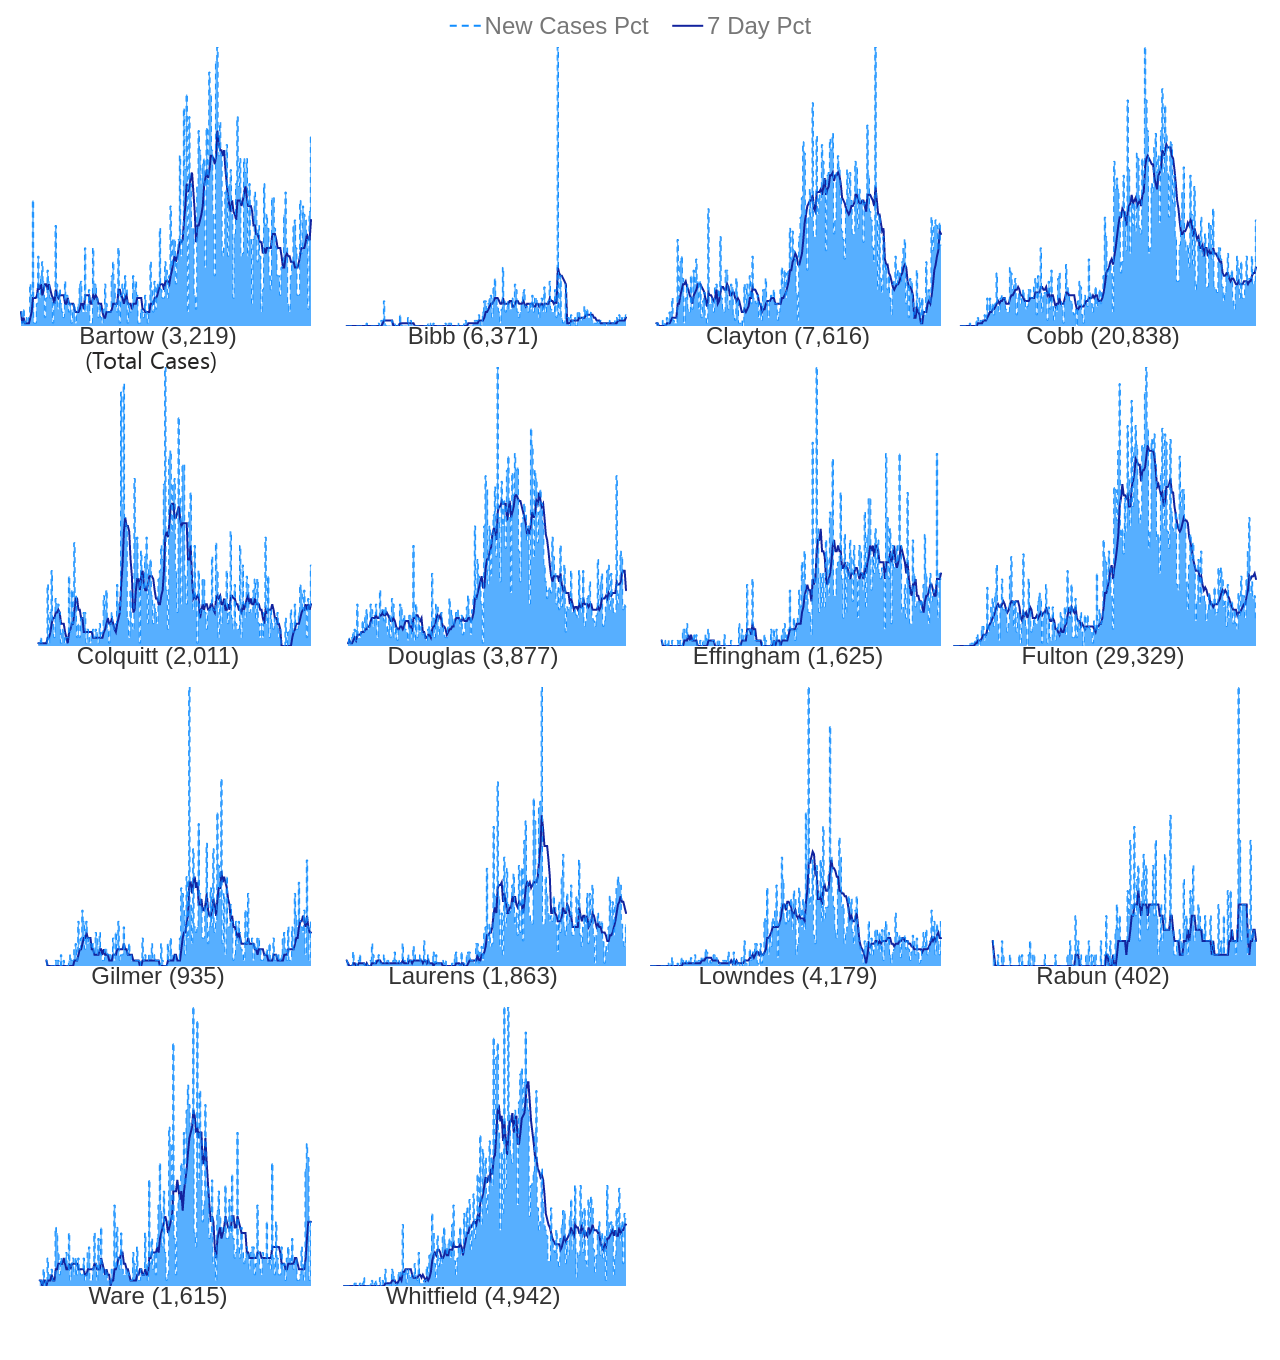 New Cases Pct 7 Day Pct
Bartow (3,219) Bibb (6,371) Clayton (7,616) Cobb (20,838)
(Total Cases)
Colquitt (2,011) Douglas (3,877) Effingham (1,625) Fulton (29,329)
Gilmer (935) Laurens (1,863) Lowndes (4,179) Rabun (402)
Ware (1,615) Whitfield (4,942)